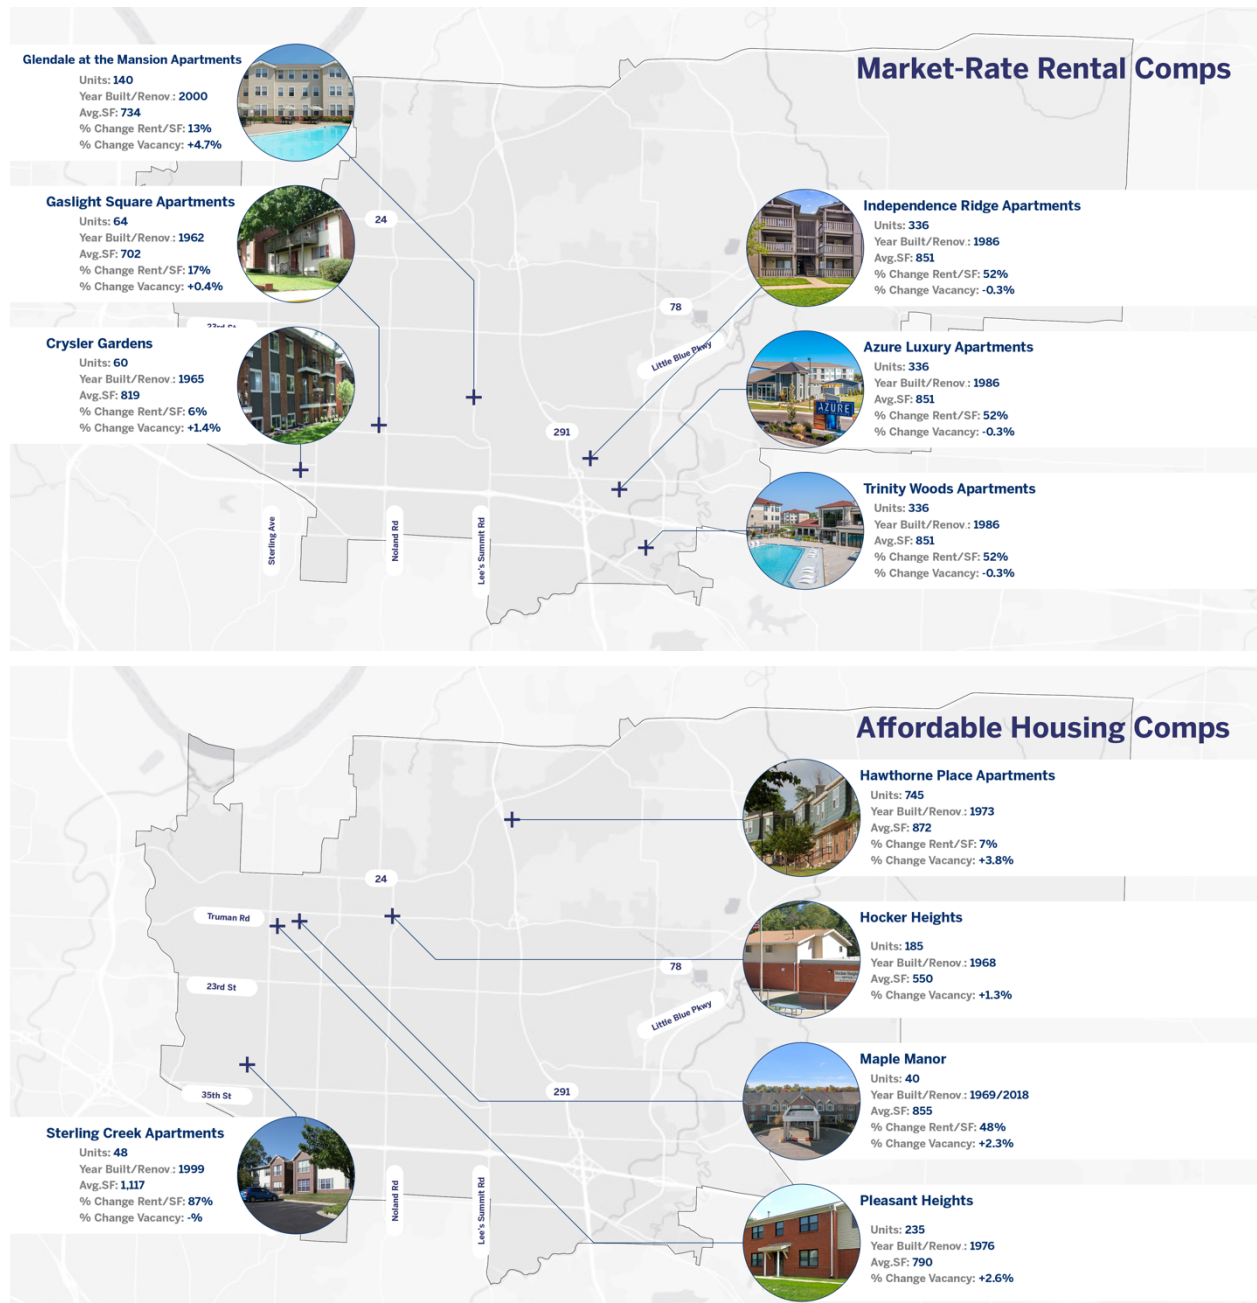 Market-Rate Rental Comps
Glendale at the Mansion Apartments
Units: 140
Year Built/Renov.: 2000
Avg.SF: 734
% Change Rent/SF: 13%
% Change Vacancy: +4.7%
Gaslight Square Apartments
Units: 64
Year Built/Renov.: 1962
Avg.SF: 702
% Change Rent/SF: 17%
% Change Vacancy: +0.4%
Crysler Gardens
Units: 60
Year Built/Renov.: 1965
Avg.SF: 819
% Change Rent/SF: 6%
% Change Vacancy: +1.4%
24
23rd St
78
Little Blue Pkwy
291
Sterling Ave
Noland Rd
Lee's Summit Rd
Independence Ridge Apartments
Units: 336
Year Built/Renov.: 1986
Avg.SF: 851
% Change Rent/SF: 52%
% Change Vacancy: -0.3%
Azure Luxury Apartments
Units: 336
Year Built/Renov.: 1986
Avg.SF: 851
% Change Rent/SF: 52%
% Change Vacancy: -0.3%
AZURE
Trinity Woods Apartments
Units: 336
Year Built/Renov.: 1986
Avg.SF: 851
% Change Rent/SF: 52%
% Change Vacancy: -0.3%
Affordable Housing Comps
Hawthorne Place Apartments
Units: 745
Year Built/Renov.: 1973
Avg.SF: 872
% Change Rent/SF: 7%
% Change Vacancy: +3.8%
24
Truman Rd
23rd St
78
Little Blue Pkwy
35th St
291
Noland Rd
Lee's Summit Rd
Hocker Heights
Units: 185
Year Built/Renov.: 1968
Avg.SF: 550
% Change Vacancy: +1.3%
Maple Manor
Units: 40
Year Built/Renov.: 1969/2018
Avg.SF: 855
% Change Rent/SF: 48%
% Change Vacancy: +2.3%
Sterling Creek Apartments
Units: 48
Year Built/Renov.: 1999
Avg.SF: 1,117
% Change Rent/SF: 87%
% Change Vacancy: -%
Pleasant Heights
Units: 235
Year Built/Renov.: 1976
Avg.SF: 790
% Change Vacancy: +2.6%